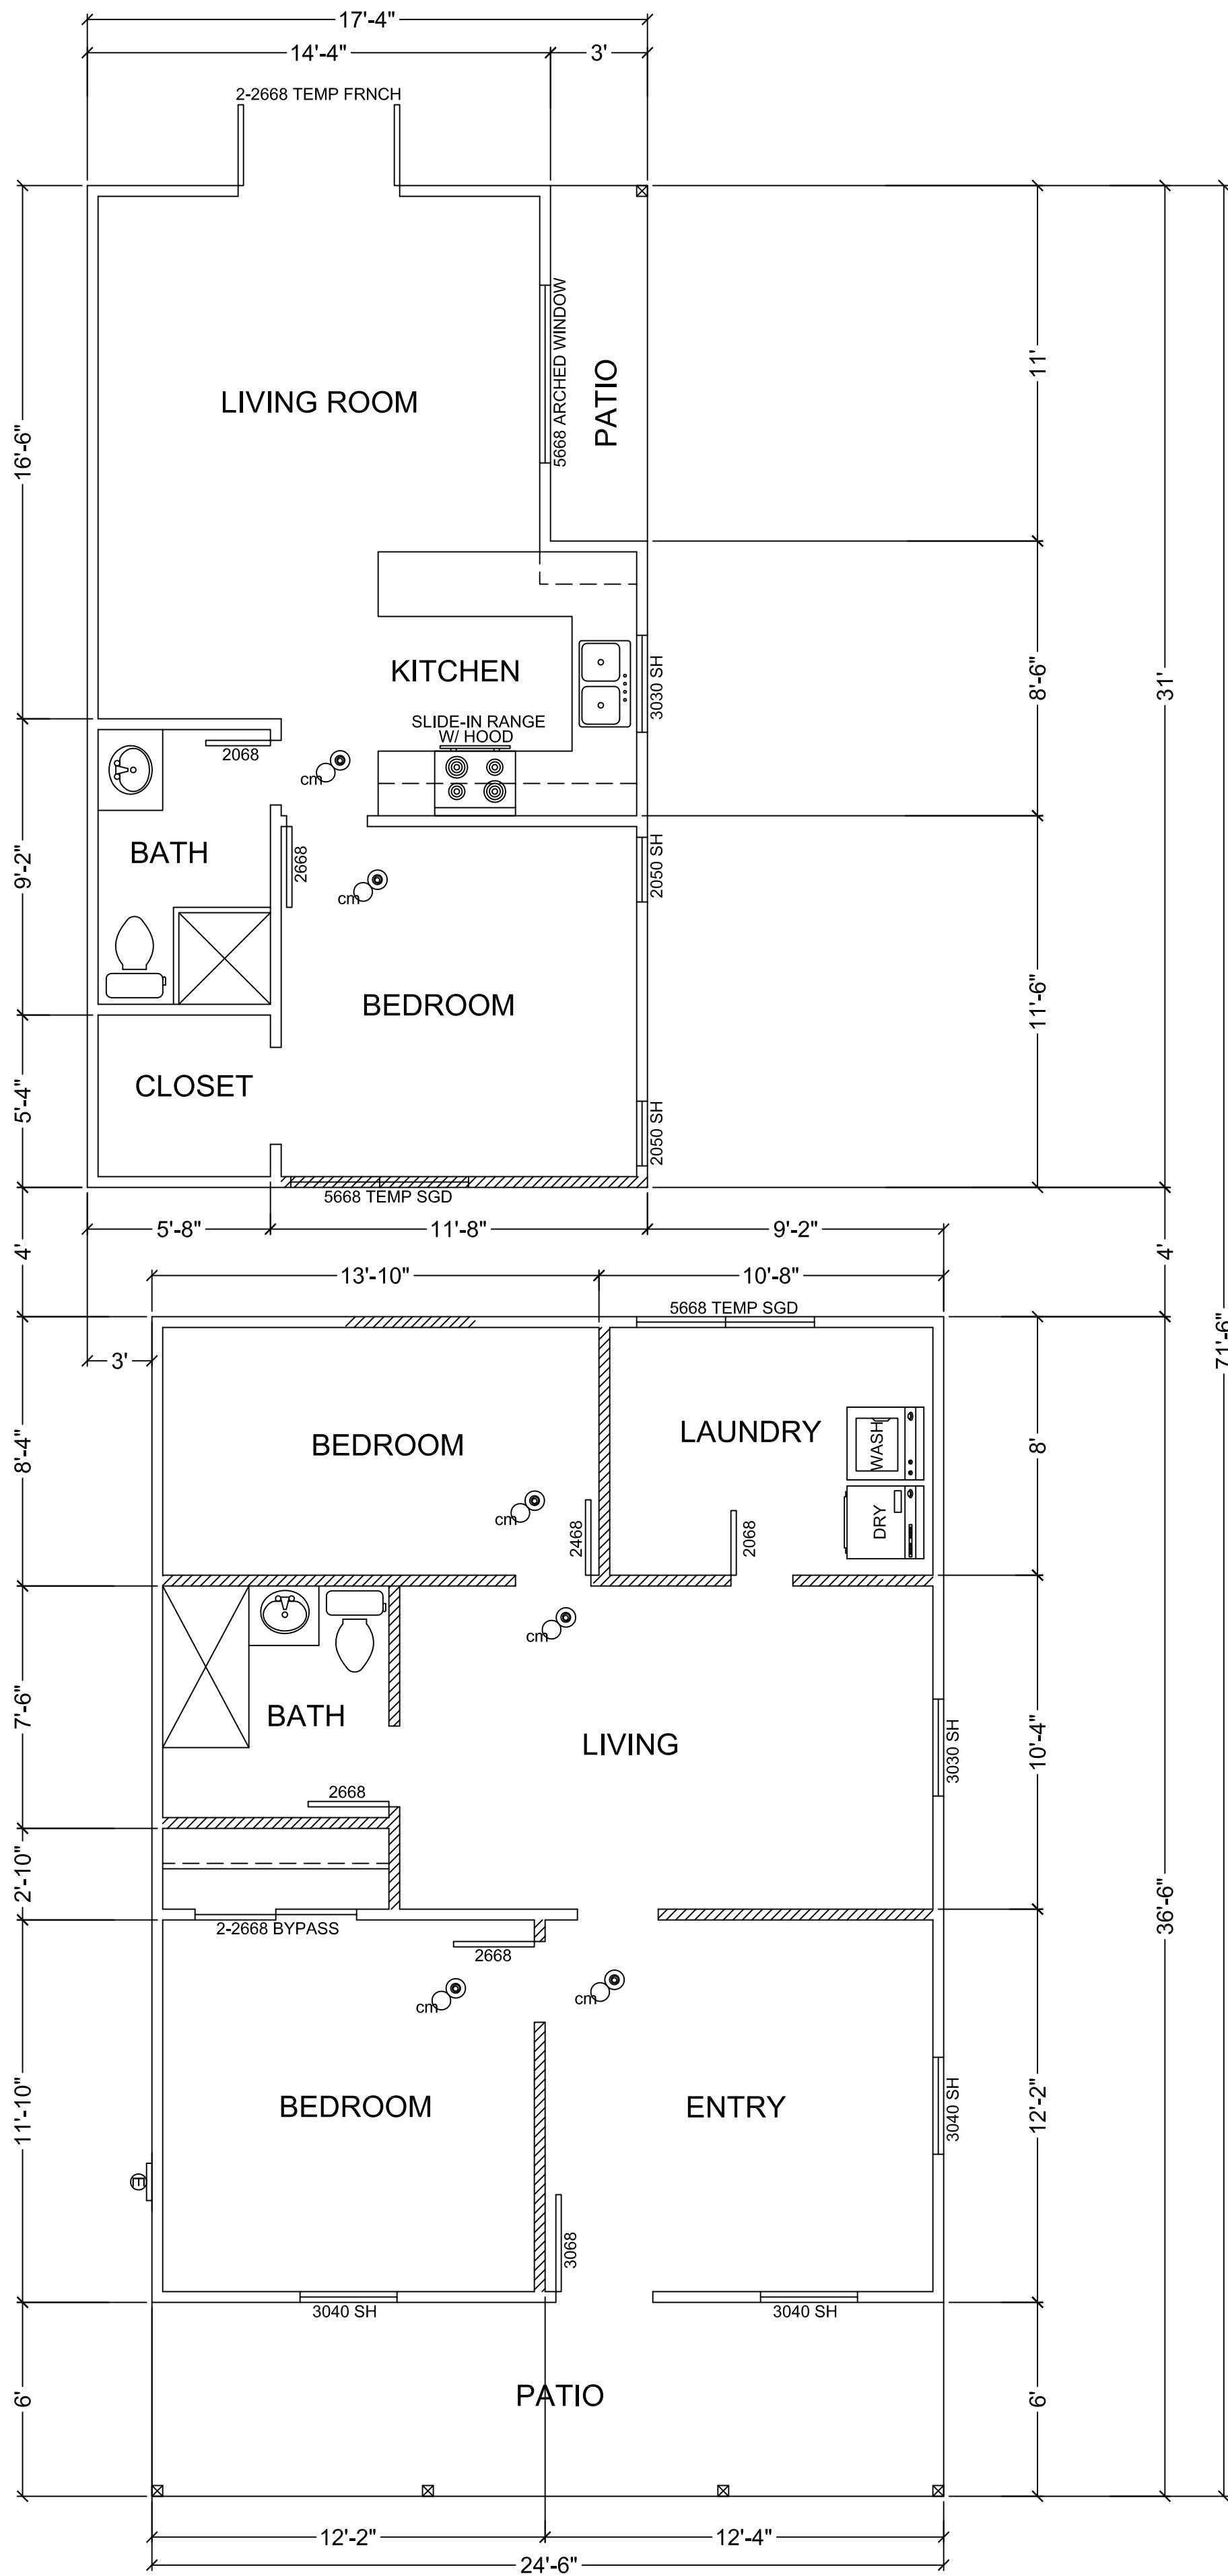 17'-4"
14'-4"
3'
2-2668 TEMP FRNCH
5668 ARCHED WINDOW
11'
LIVING ROOM
PATIO
16'-6"
KITCHEN
3030 SH
8'-6"
31'
SLIDE-IN RANGE
W/ HOOD
2068
cm
BATH
2668
cm
2050 SH
9'-2"
BEDROOM
11'-6"
CLOSET
5'-4"
2050 SH
5668 TEMP SGD
5'-8"
11'-8"
9'-2"
4'
4'
13'-10"
10'-8"
5668 TEMP SGD
71'-6"
3'
BEDROOM
LAUNDRY
WASH
8'-4"
8'
cm
2468
2068
DRY
cm
BATH
LIVING
7'-6"
3030 SH
10'-4"
2668
2'-10"
2-2668 BYPASS
36'-6"
2668
cm
cm
BEDROOM
ENTRY
3040 SH
11'-10"
12'-2"
E
3068
3040 SH
3040 SH
PATIO
6'
6'
12'-2"
12'-4"
24'-6"